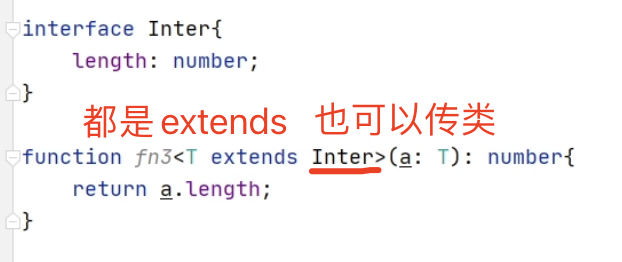 interface Inter{
length: number;
}
都是extends 也可以传类
function fn3<T extends Inter>(a: T): number{
return a.length;
}